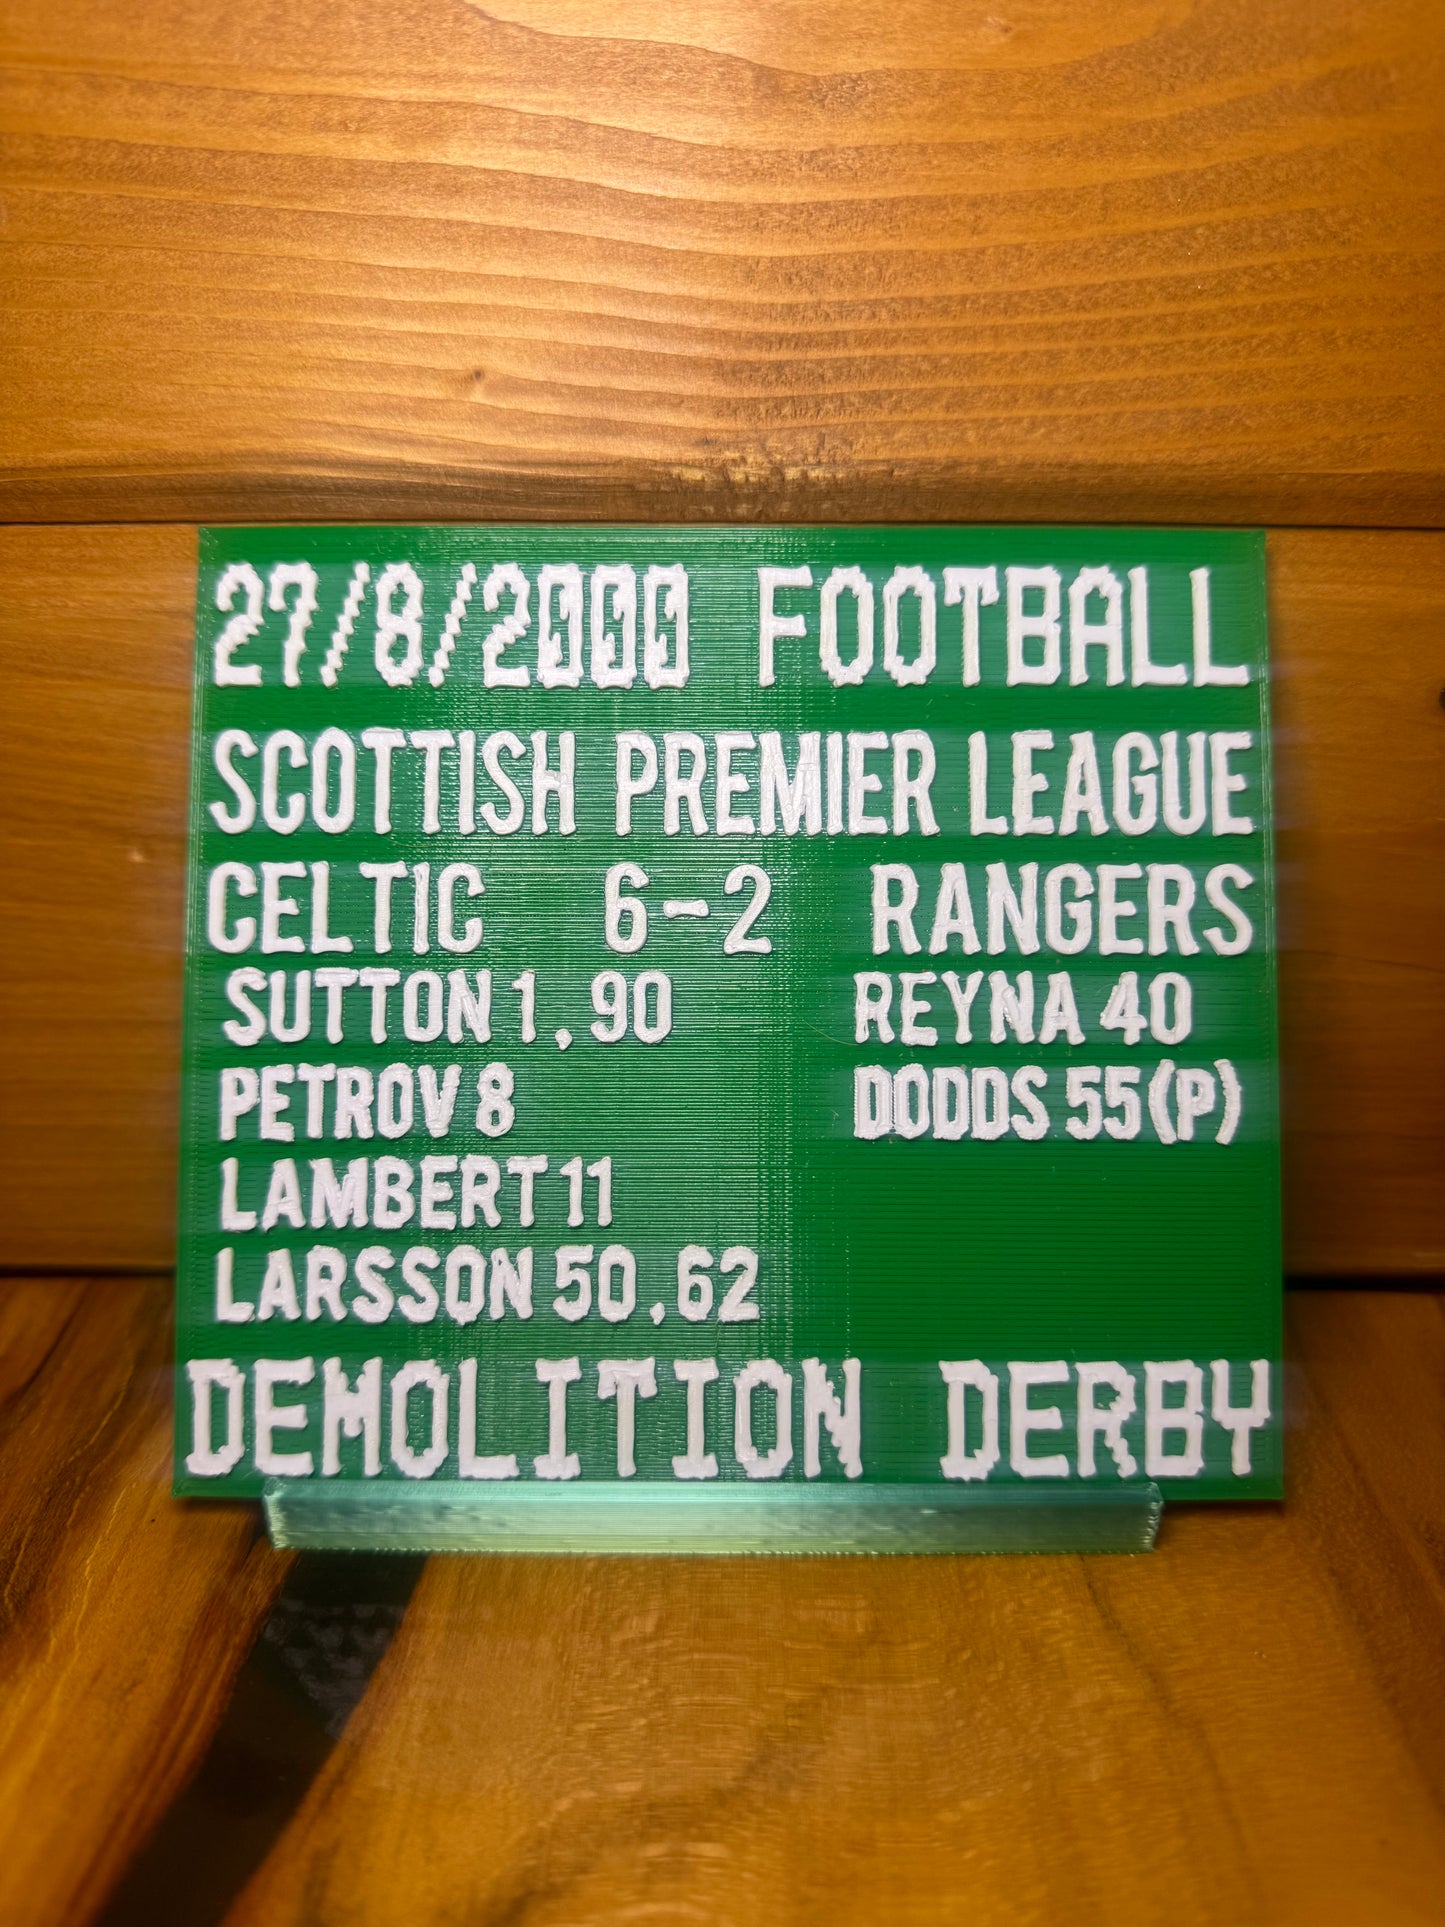 27/8/2000 FOOTBALL
SCOTTISH PREMIER LEAGUE
CELTIC 6-2 RANGERS
SUTTON 1, 90 REYNA 40
PETROV 8 DODDS 55(P)
LAMBERT 11
LARSSON 50, 62
DEMOLITION DERBY